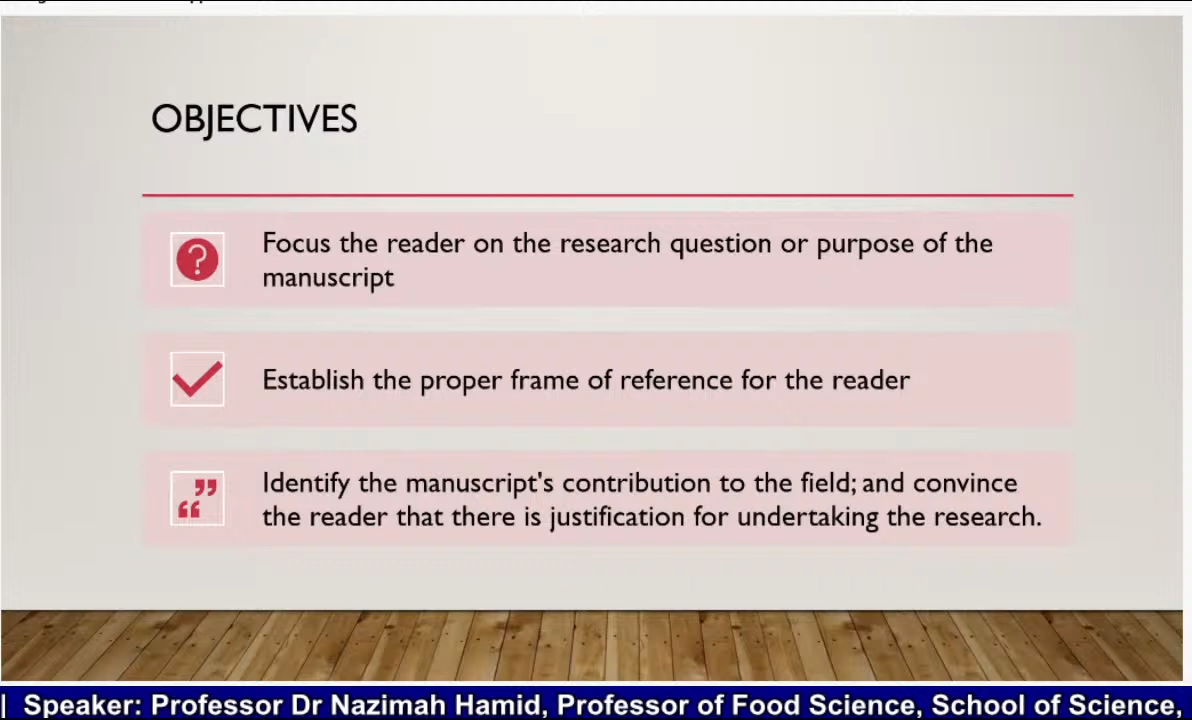 OBJECTIVES
Focus the reader on the research question or purpose of the
manuscript
Establish the proper frame of reference for the reader
Identify the manuscript's contribution to the field; and convince
the reader that there is justification for undertaking the research.
| Speaker: Professor Dr Nazimah Hamid, Professor of Food Science, School of Science,